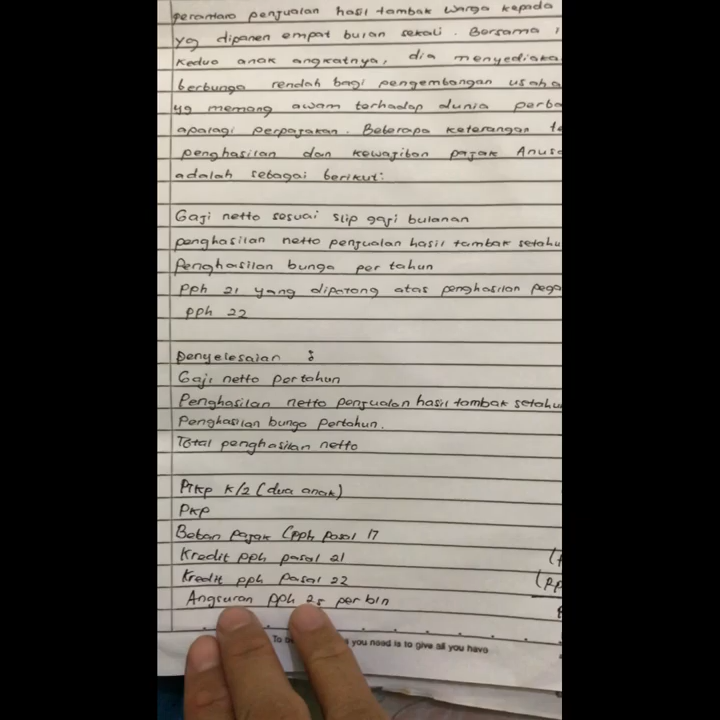 perantara penjualan hasil tambak warga kepada
yg dipanen empat bulan sekali. Bersama
kedua anak angkatnya, dia menyediaka
berbunga rendah bagi pengembangan usaha
yg memang awam terhadap dunia perba
apalagi perpajakan. Beberapa keterangan te
penghasilan dan kewajiban pajak Anus
adalah sebagai berikut:
Gaji netto sesuai slip gaji bulanan
penghasilan netto penjualan hasil tambak setahu
Penghasilan bunga per tahun
PPh 21 yang dipotong atas penghasilan pega
pph 22
Penyelesaian :
Gaji netto pertahun
Penghasilan netto penjualan hasil tambak setahu
Penghasilan bunga pertahun.
Total penghasilan netto
PTKP K/2 (dua anak)
PKP
Beban pajak (pph pasal 17
Kredit pph pasal 21
Kredit pph pasal 22 (Rp
Angsuran pph 25 per bln
To you need is to give all you have